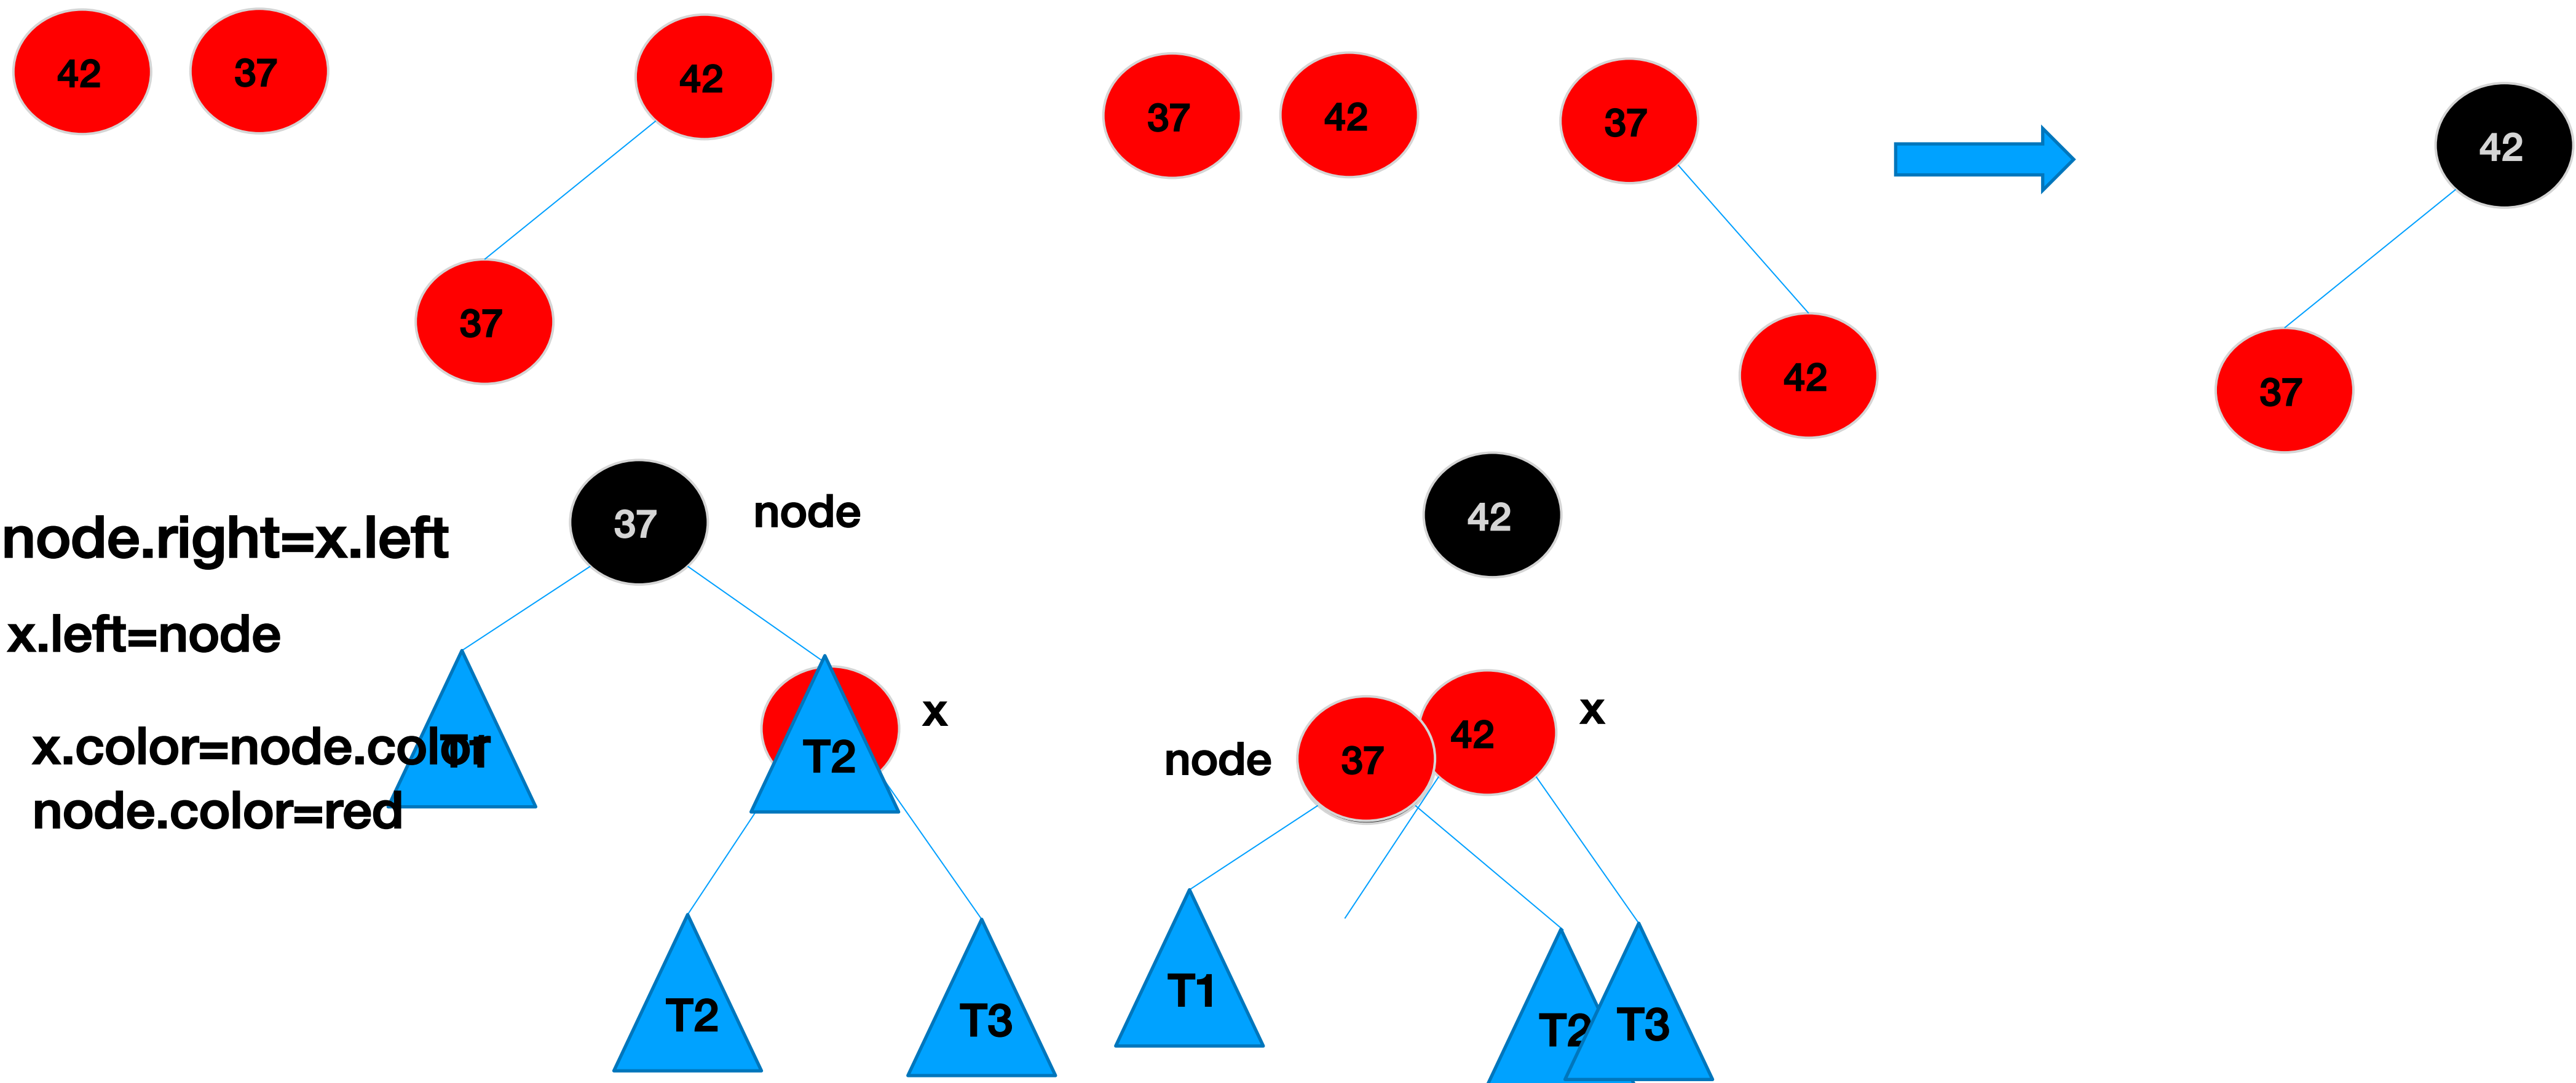 42 37 42
37 42 37 42
37 42 37
37 node 42
node.right=x.left
x.left=node
x.color=node.color
node.color=red
T1 T2 x
node 37 42 x
T2 T3
T1 T2 T3